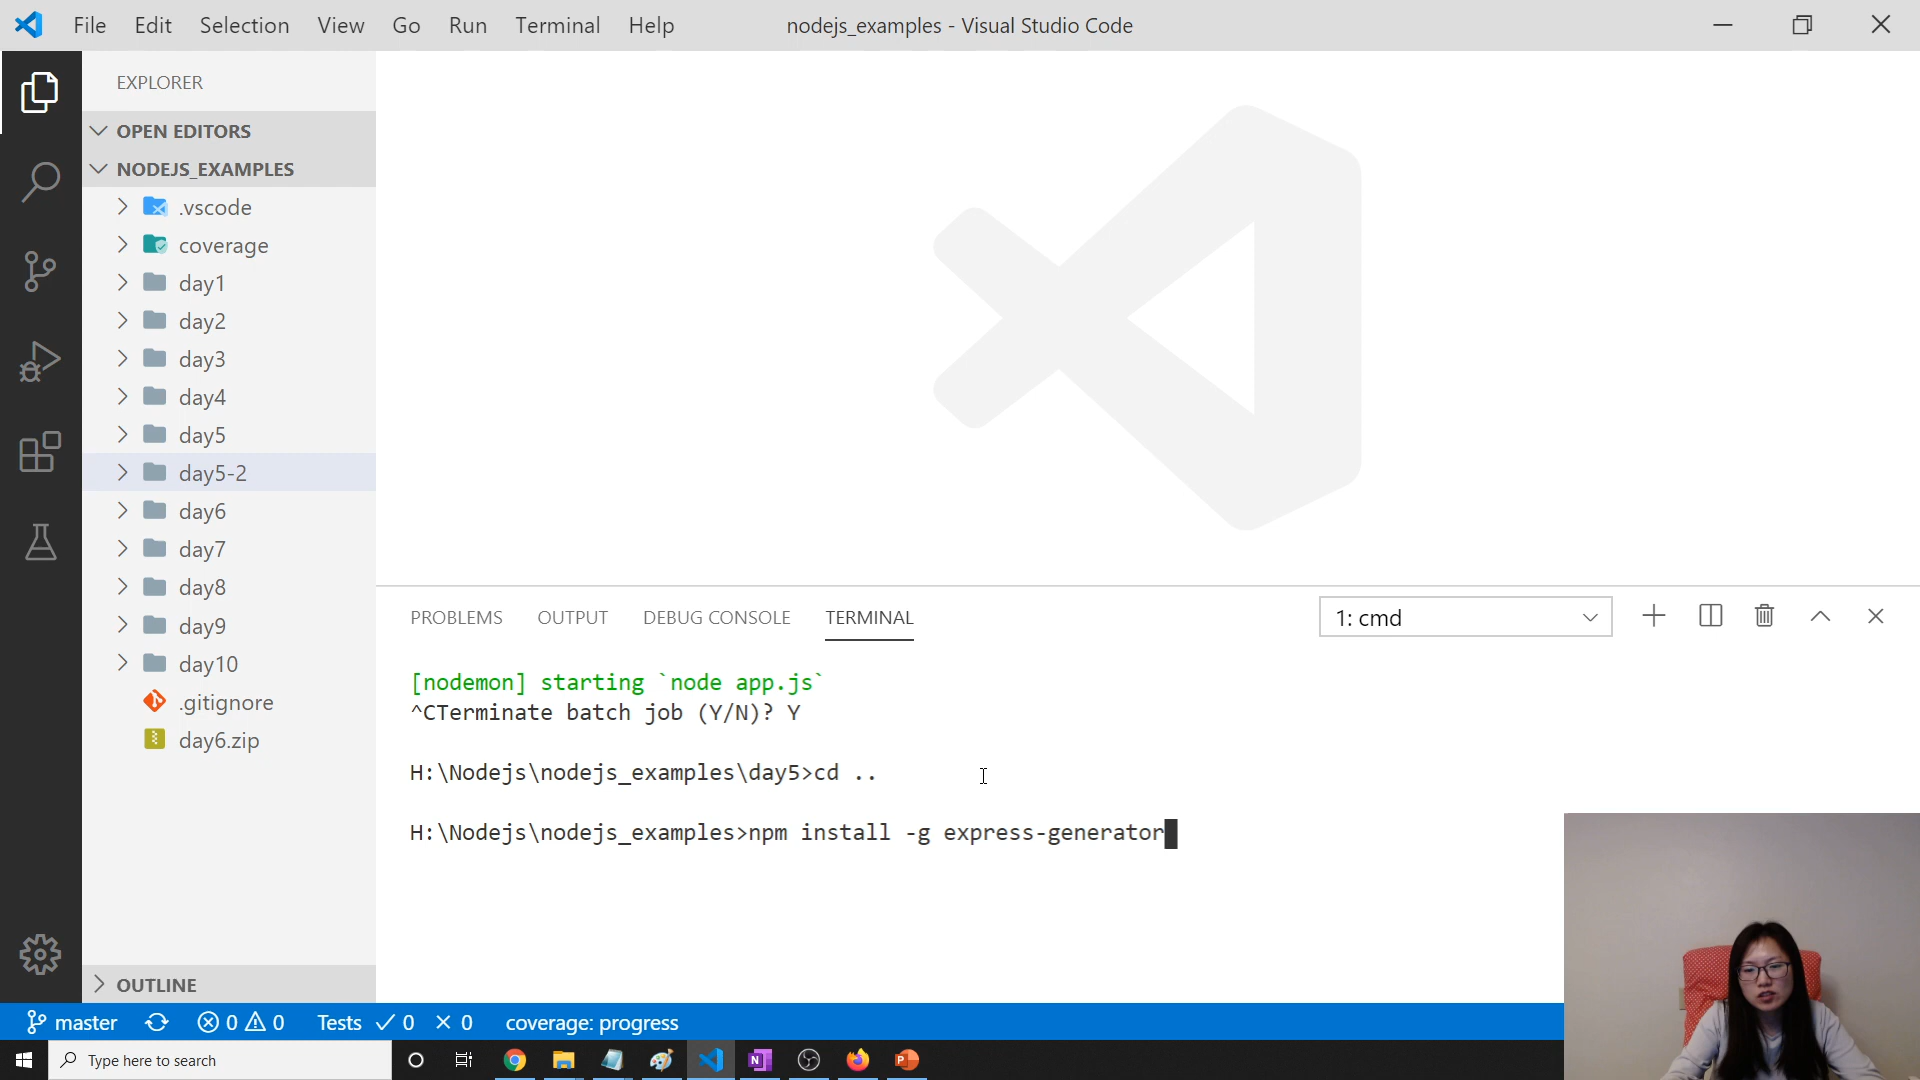 File Edit Selection View Go Run Terminal Help
nodejs_examples - Visual Studio Code
EXPLORER
OPEN EDITORS
NODEJS_EXAMPLES
.vscode
coverage
day1
day2
day3
day4
day5
day5-2
day6
day7
day8
day9
day10
.gitignore
day6.zip
OUTLINE
PROBLEMS OUTPUT DEBUG CONSOLE TERMINAL
1: cmd
[nodemon] starting `node app.js`
^CTerminate batch job (Y/N)? Y
H:\Nodejs\nodejs_examples\day5>cd ..
H:\Nodejs\nodejs_examples>npm install -g express-generator
master 0 0 Tests 0 0 coverage: progress
Type here to search